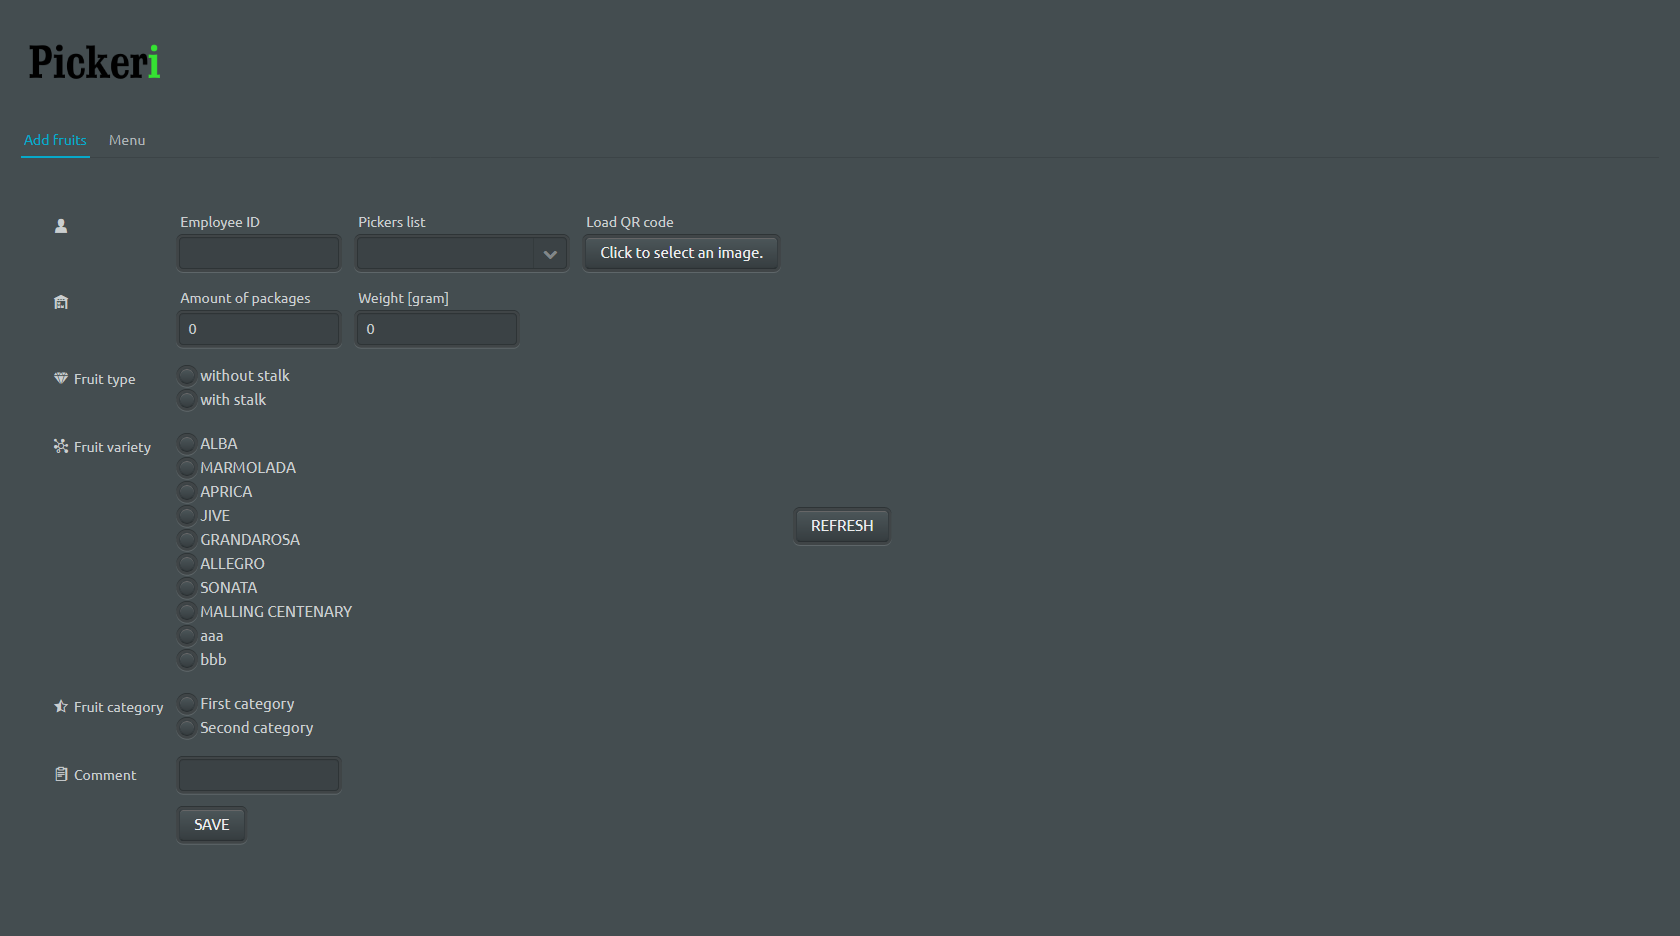 Pickeri
Add fruits Menu
Employee ID Pickers list Load QR code
Click to select an image.
Amount of packages Weight [gram]
0 0
Fruit type
without stalk
with stalk
Fruit variety
ALBA
MARMOLADA
APRICA
JIVE
GRANDAROSA
ALLEGRO
SONATA
MALLING CENTENARY
aaa
bbb
REFRESH
Fruit category
First category
Second category
Comment
SAVE